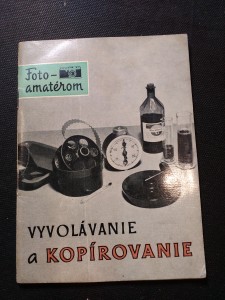 Foto-
amatérom
VYVOLÁVANIE
a KOPÍROVANIE